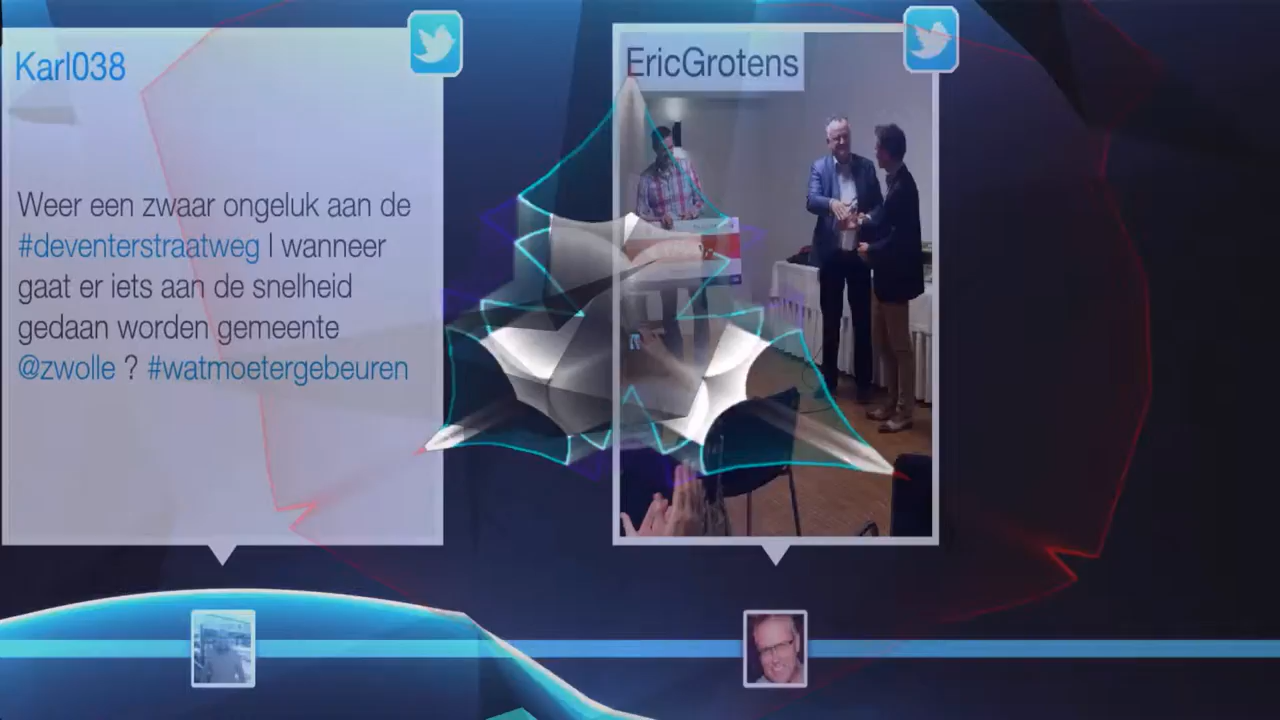 Karl038
Weer een zwaar ongeluk aan de
#deventerstraatweg | wanneer
gaat er iets aan de snelheid
gedaan worden gemeente
@zwolle ? #watmoetergebeuren
EricGrotens